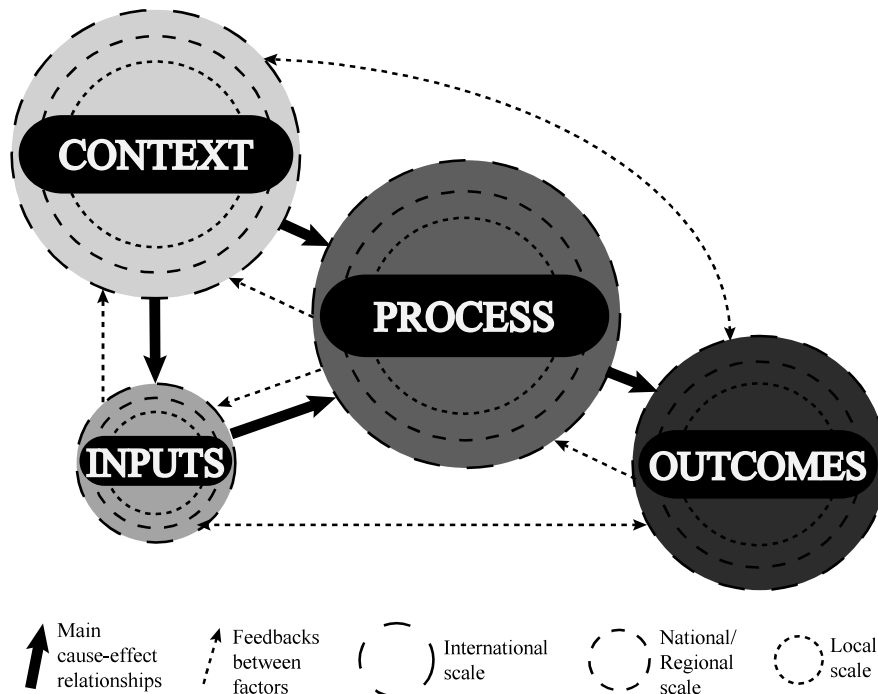 CONTEXT
PROCESS
INPUTS
OUTCOMES
Main
cause-effect
relationships
Feedbacks
between
factors
International
scale
National/
Regional
scale
Local
scale